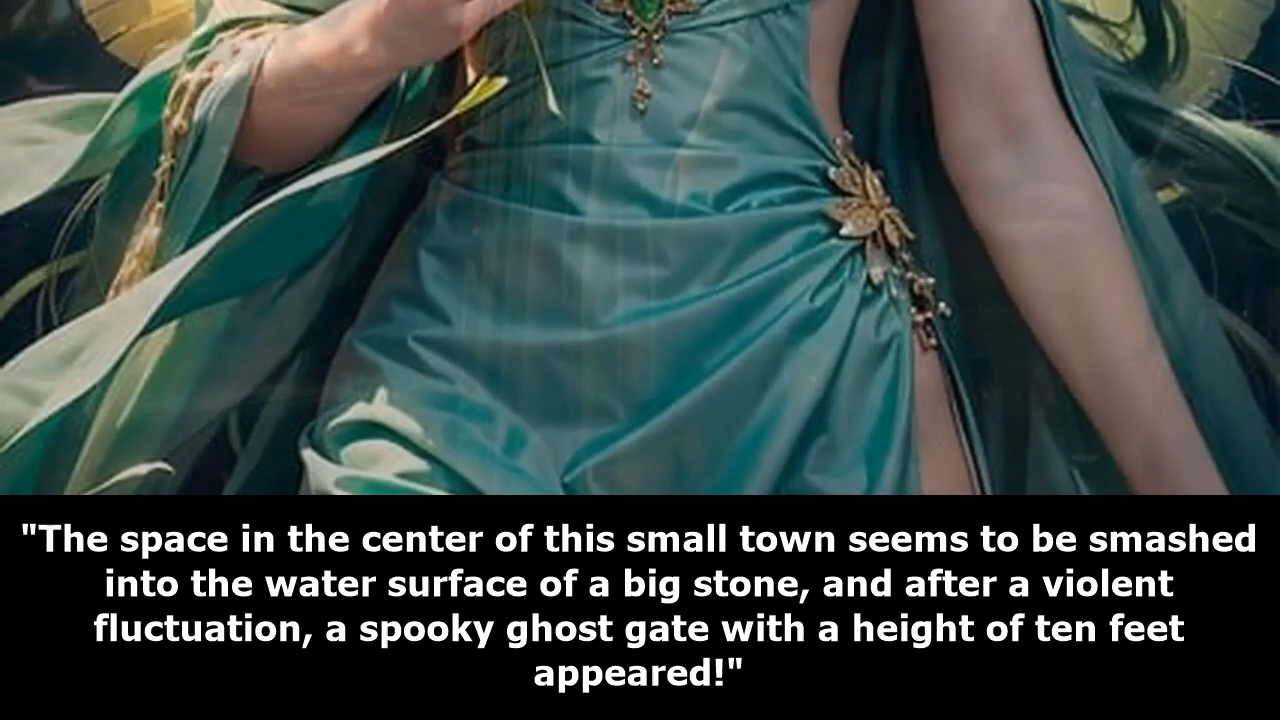 "The space in the center of this small town seems to be smashed
into the water surface of a big stone, and after a violent
fluctuation, a spooky ghost gate with a height of ten feet
appeared!"